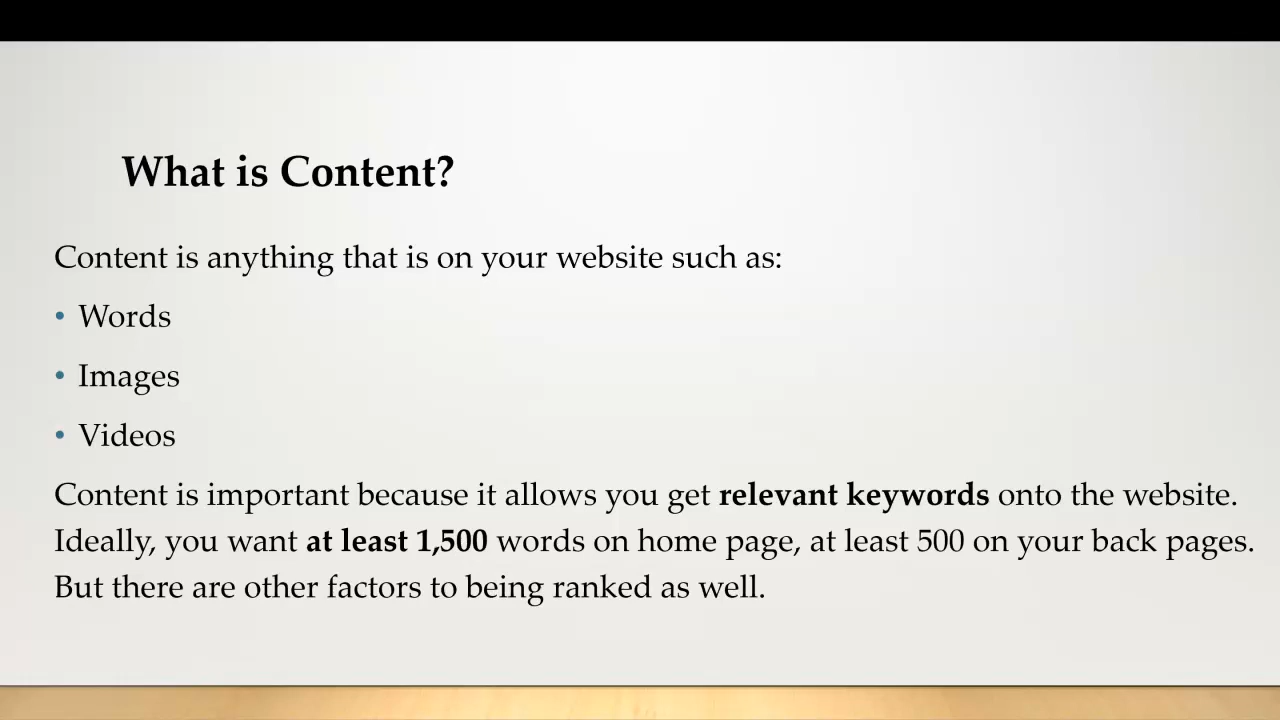 What is Content?
Content is anything that is on your website such as:
• Words
• Images
• Videos
Content is important because it allows you get relevant keywords onto the website.
Ideally, you want at least 1,500 words on home page, at least 500 on your back pages.
But there are other factors to being ranked as well.